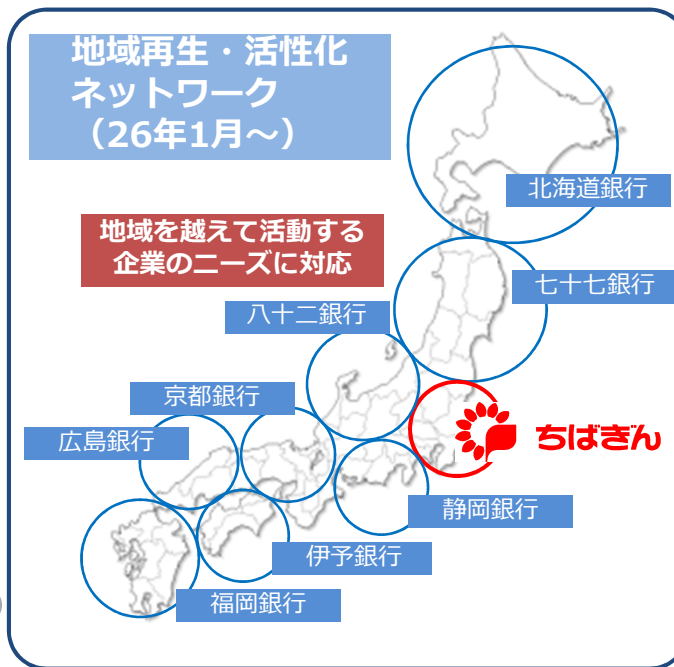 地域再生・活性化
ネットワーク
（26年1月～）
北海道銀行
地域を越えて活動する
企業のニーズに対応
七十七銀行
八十二銀行
京都銀行
広島銀行
ちばぎん
静岡銀行
伊予銀行
福岡銀行